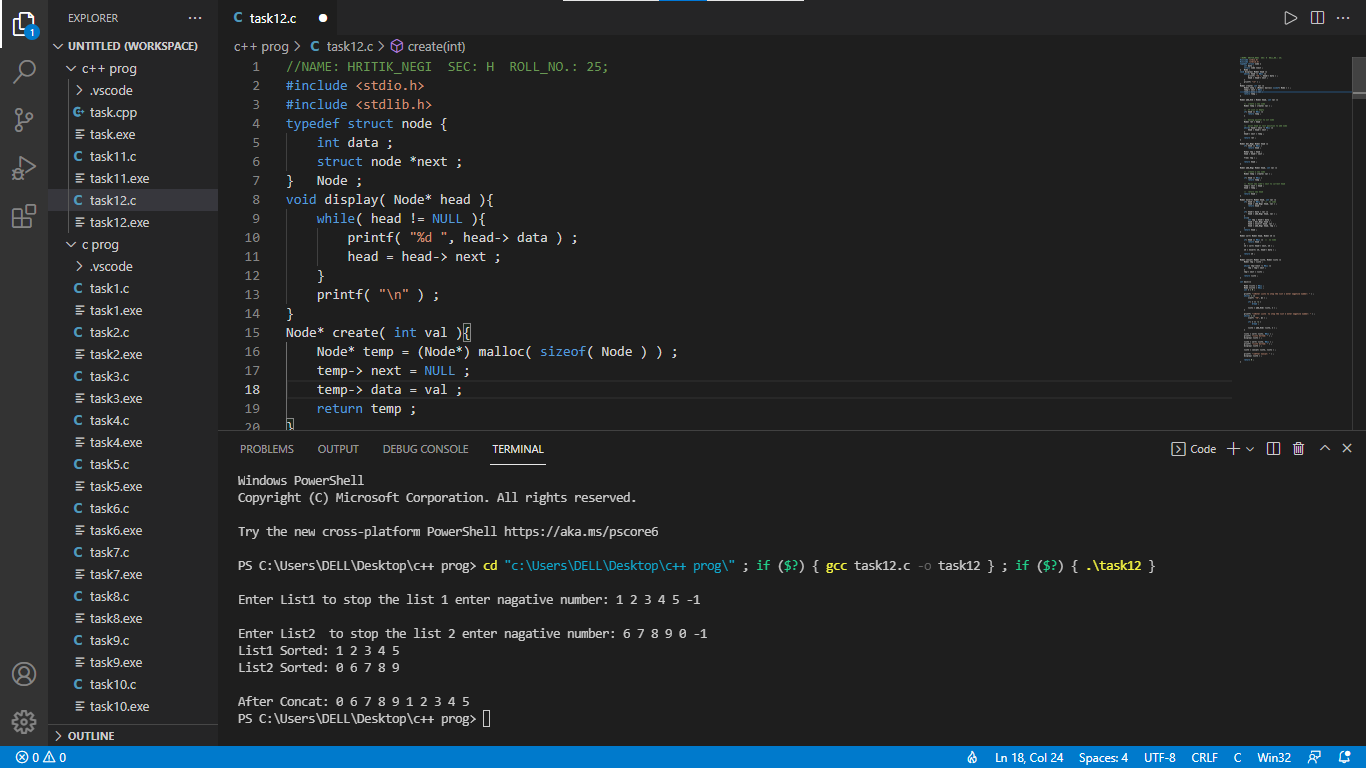 EXPLORER
···
UNTITLED (WORKSPACE)
c++ prog
.vscode
task.cpp
task.exe
task11.c
task11.exe
task12.c
task12.exe
c prog
.vscode
task1.c
task1.exe
task2.c
task2.exe
task3.c
task3.exe
task4.c
task4.exe
task5.c
task5.exe
task6.c
task6.exe
task7.c
task7.exe
task8.c
task8.exe
task9.c
task9.exe
task10.c
task10.exe
OUTLINE
1
C task12.c ●
c++ prog > C task12.c > create(int)
1 //NAME: HRITIK_NEGI  SEC: H  ROLL_NO.: 25;
2 #include <stdio.h>
3 #include <stdlib.h>
4 typedef struct node {
5     int data ;
6     struct node *next ;
7 }   Node ;
8 void display( Node* head ){
9     while( head != NULL ){
10         printf( "%d ", head-> data ) ;
11         head = head-> next ;
12     }
13     printf( "\n" ) ;
14 }
15 Node* create( int val ){
16     Node* temp = (Node*) malloc( sizeof( Node ) ) ;
17     temp-> next = NULL ;
18     temp-> data = val ;
19     return temp ;
20 }
PROBLEMS OUTPUT DEBUG CONSOLE TERMINAL Code
Windows PowerShell
Copyright (C) Microsoft Corporation. All rights reserved.
Try the new cross-platform PowerShell https://aka.ms/pscore6
PS C:\Users\DELL\Desktop\c++ prog> cd "c:\Users\DELL\Desktop\c++ prog\" ; if ($?) { gcc task12.c -o task12 } ; if ($?) { .\task12 }
Enter List1 to stop the list 1 enter nagative number: 1 2 3 4 5 -1
Enter List2  to stop the list 2 enter nagative number: 6 7 8 9 0 -1
List1 Sorted: 1 2 3 4 5
List2 Sorted: 0 6 7 8 9
After Concat: 0 6 7 8 9 1 2 3 4 5
PS C:\Users\DELL\Desktop\c++ prog>
0 0 Ln 18, Col 24 Spaces: 4 UTF-8 CRLF C Win32